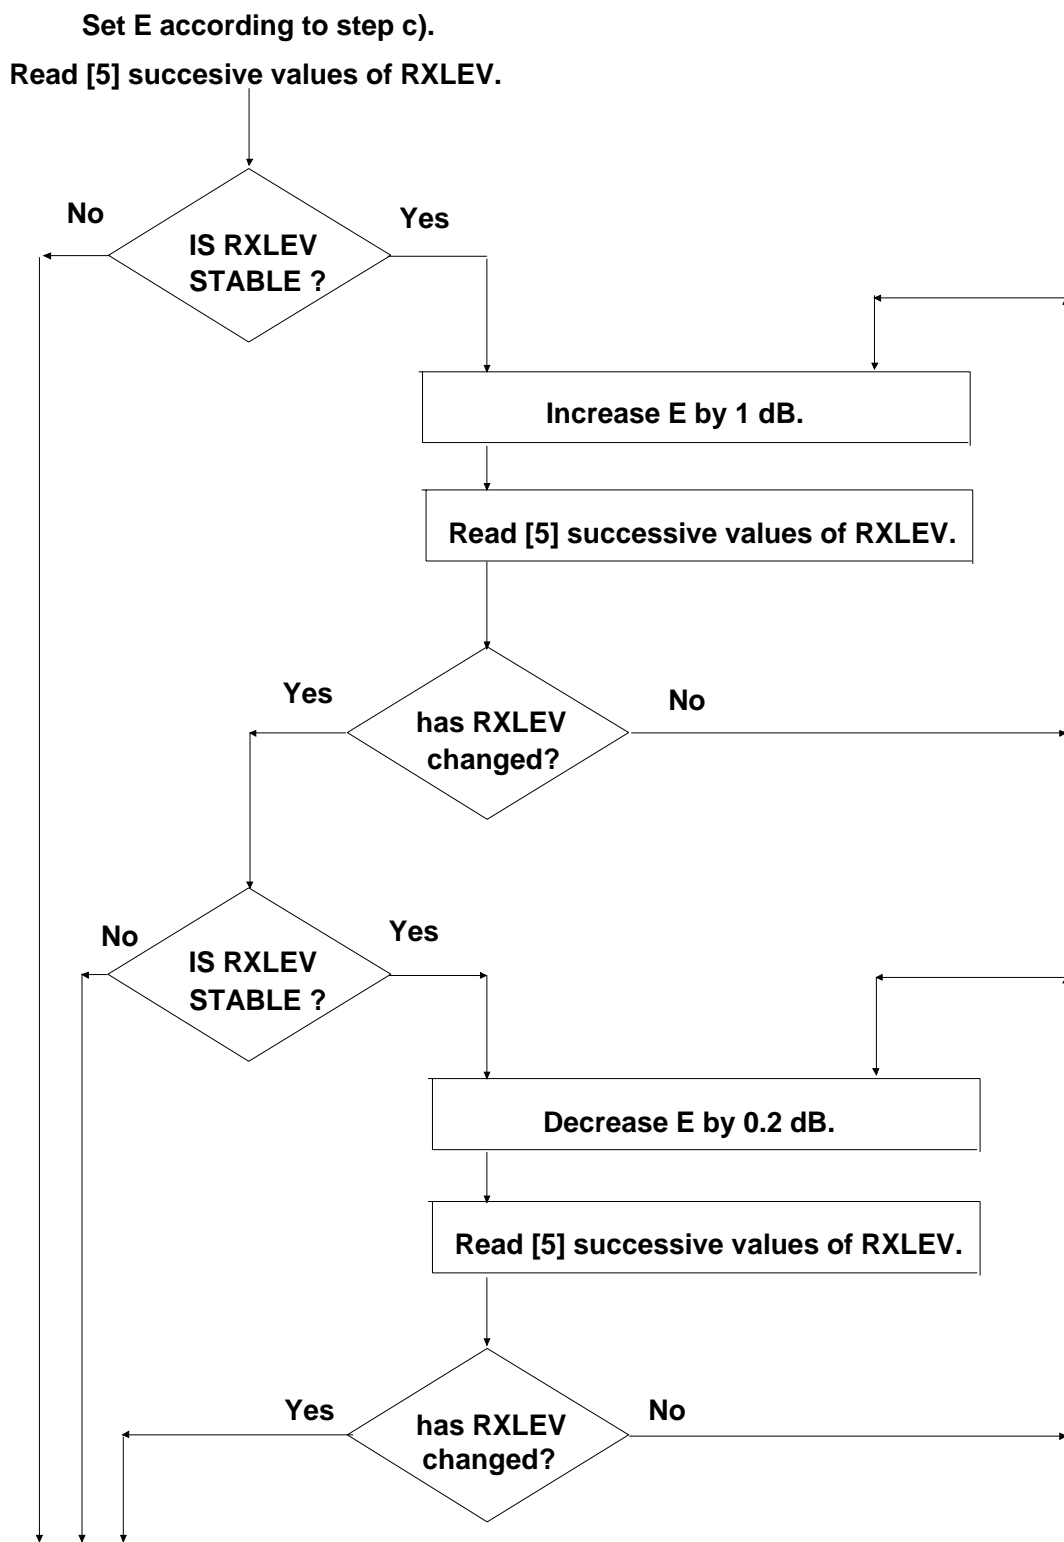 Set E according to step c).
Read [5] succesive values of RXLEV.
No
Yes
IS RXLEV
STABLE ?
Increase E by 1 dB.
Read [5] successive values of RXLEV.
Yes
No
has RXLEV
changed?
No
Yes
IS RXLEV
STABLE ?
Decrease E by 0.2 dB.
Read [5] successive values of RXLEV.
Yes
No
has RXLEV
changed?